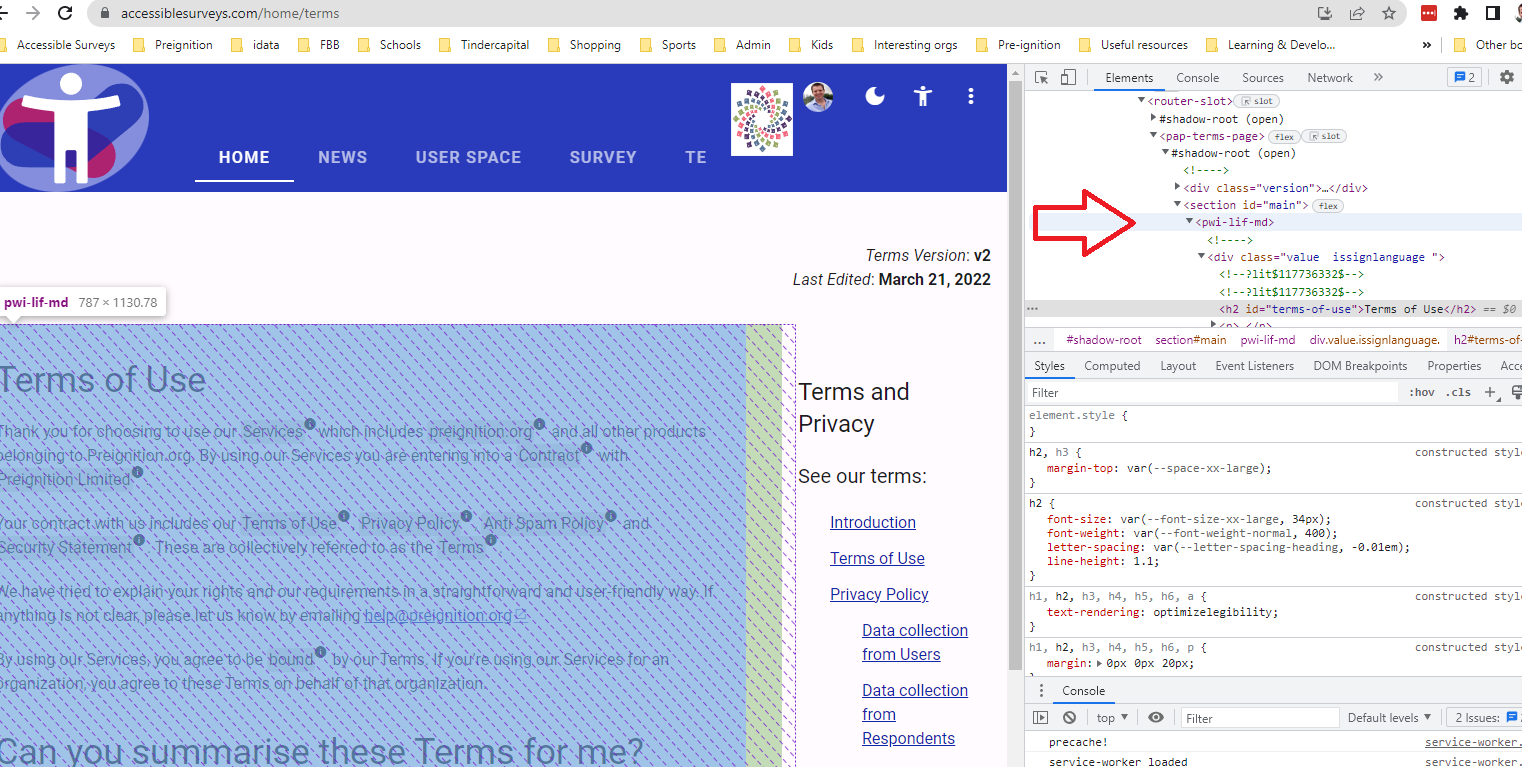 accessiblesurveys.com/home/terms
Accessible Surveys Preignition idata FBB Schools Tindercapital Shopping Sports Admin Kids Interesting orgs Pre-ignition Useful resources Learning & Develo... » Other bo
HOME NEWS USER SPACE SURVEY TE
Terms Version: v2
Last Edited: March 21, 2022
pwi-lif-md 787 × 1130.78
Terms of Use
Thank you for choosing to use our Services which includes preignition.org and all other products
belonging to Preignition.org. By using our Services you are entering into a Contract with
Preignition Limited.
Your contract with us includes our Terms of Use, Privacy Policy, Anti Spam Policy and
Security Statement. These are collectively referred to as the Terms
We have tried to explain your rights and our requirements in a straightforward and user-friendly way. If
anything is not clear, please let us know by emailing help@preignition.org
By using our Services, you agree to be bound by our Terms. If you're using our Services for an
organization, you agree to these Terms on behalf of that organization.
Can you summarise these Terms for me?
Terms and
Privacy
See our terms:
Introduction
Terms of Use
Privacy Policy
Data collection
from Users
Data collection
from
Respondents
Elements Console Sources Network » 2
<router-slot> slot
#shadow-root (open)
<pap-terms-page> flex slot
#shadow-root (open)
<!---->
<div class="version">…</div>
<section id="main"> flex
<pwi-lif-md>
<!---->
<div class="value  issignlanguage ">
<!--?lit$117736332$-->
<!--?lit$117736332$-->
... <h2 id="terms-of-use">Terms of Use</h2> == $0
<p>…</p>
... #shadow-root section#main pwi-lif-md div.value.issignlanguage. h2#terms-of-
Styles Computed Layout Event Listeners DOM Breakpoints Properties Acce
Filter :hov .cls +
element.style {
}
h2, h3 { constructed style
margin-top: var(--space-xx-large);
}
h2 { constructed style
font-size: var(--font-size-xx-large, 34px);
font-weight: var(--font-weight-normal, 400);
letter-spacing: var(--letter-spacing-heading, -0.01em);
line-height: 1.1;
}
h1, h2, h3, h4, h5, h6, a { constructed style
text-rendering: optimizelegibility;
}
h1, h2, h3, h4, h5, h6, p { constructed style
margin: 0px 0px 20px;
}
Console
top Filter Default levels 2 Issues: 2
precache! service-worker.
service-worker loaded service-worker.